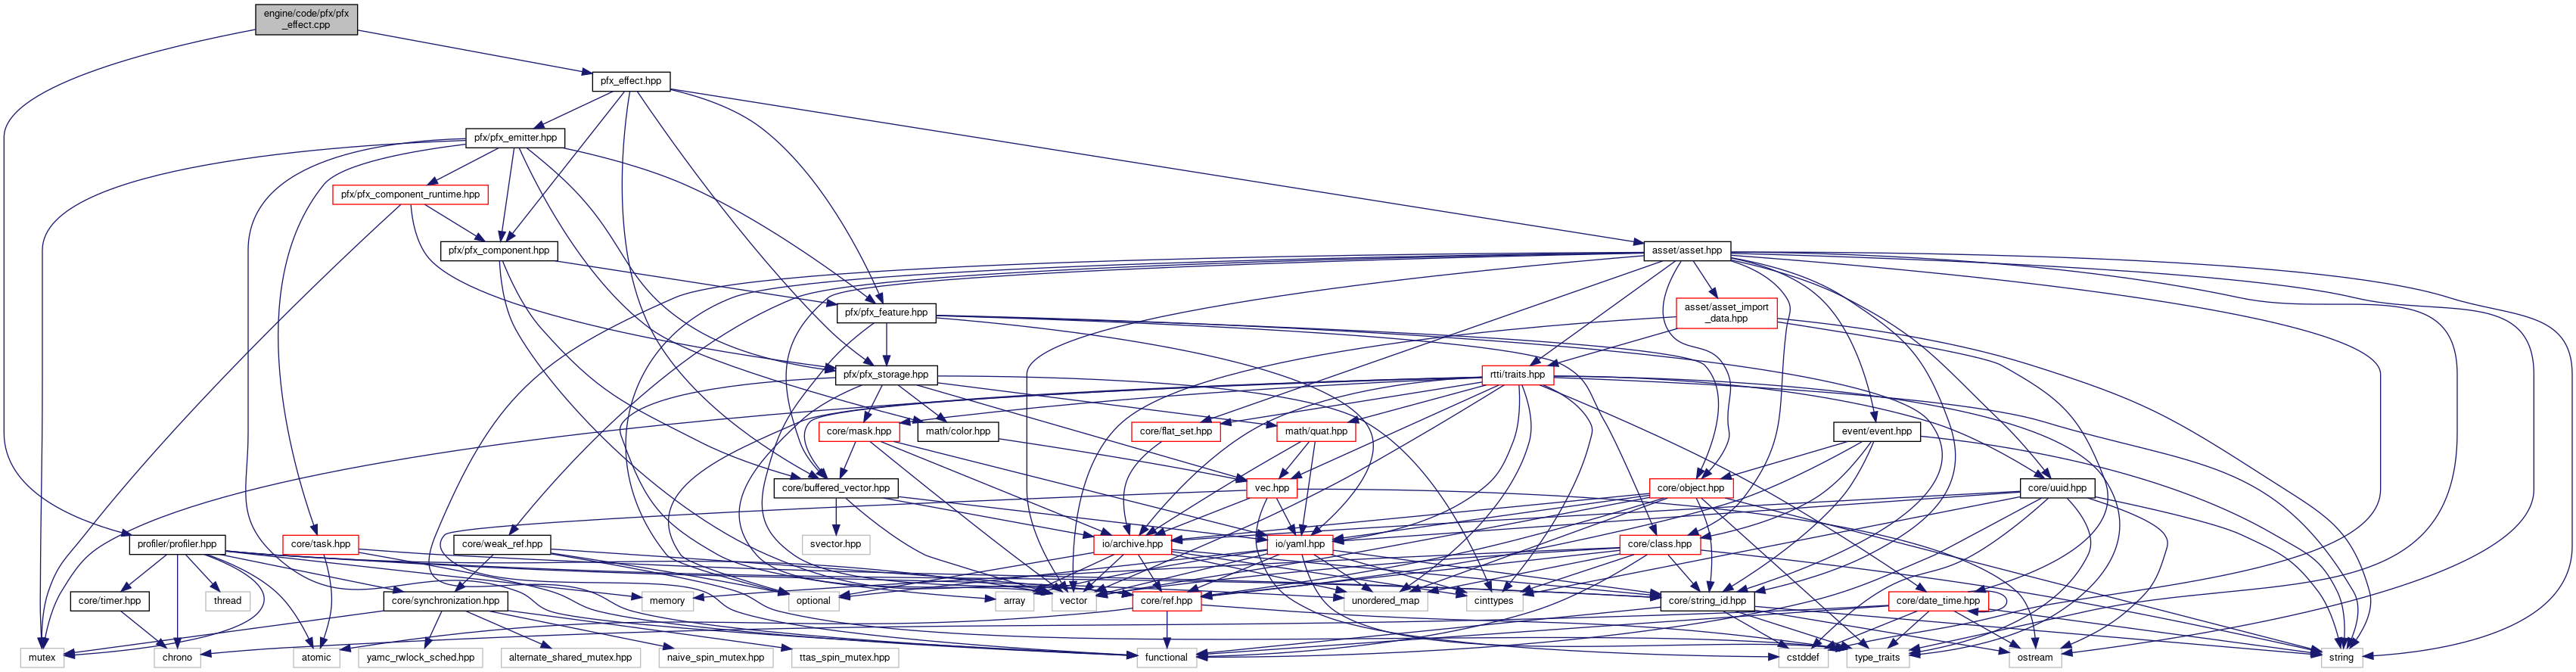 engine/code/pfx/pfx
_effect.cpp
pfx_effect.hpp
pfx/pfx_emitter.hpp
pfx/pfx_component_runtime.hpp
pfx/pfx_component.hpp
asset/asset.hpp
pfx/pfx_feature.hpp
asset/asset_import
_data.hpp
pfx/pfx_storage.hpp
rtti/traits.hpp
core/mask.hpp
math/color.hpp
core/flat_set.hpp
math/quat.hpp
event/event.hpp
core/buffered_vector.hpp
vec.hpp
core/object.hpp
core/uuid.hpp
profiler/profiler.hpp
core/task.hpp
core/weak_ref.hpp
svector.hpp
io/archive.hpp
io/yaml.hpp
core/class.hpp
core/timer.hpp
thread
core/synchronization.hpp
memory
optional
array
vector
core/ref.hpp
unordered_map
cinttypes
core/string_id.hpp
core/date_time.hpp
mutex
chrono
atomic
yamc_rwlock_sched.hpp
alternate_shared_mutex.hpp
naive_spin_mutex.hpp
ttas_spin_mutex.hpp
functional
cstddef
type_traits
ostream
string